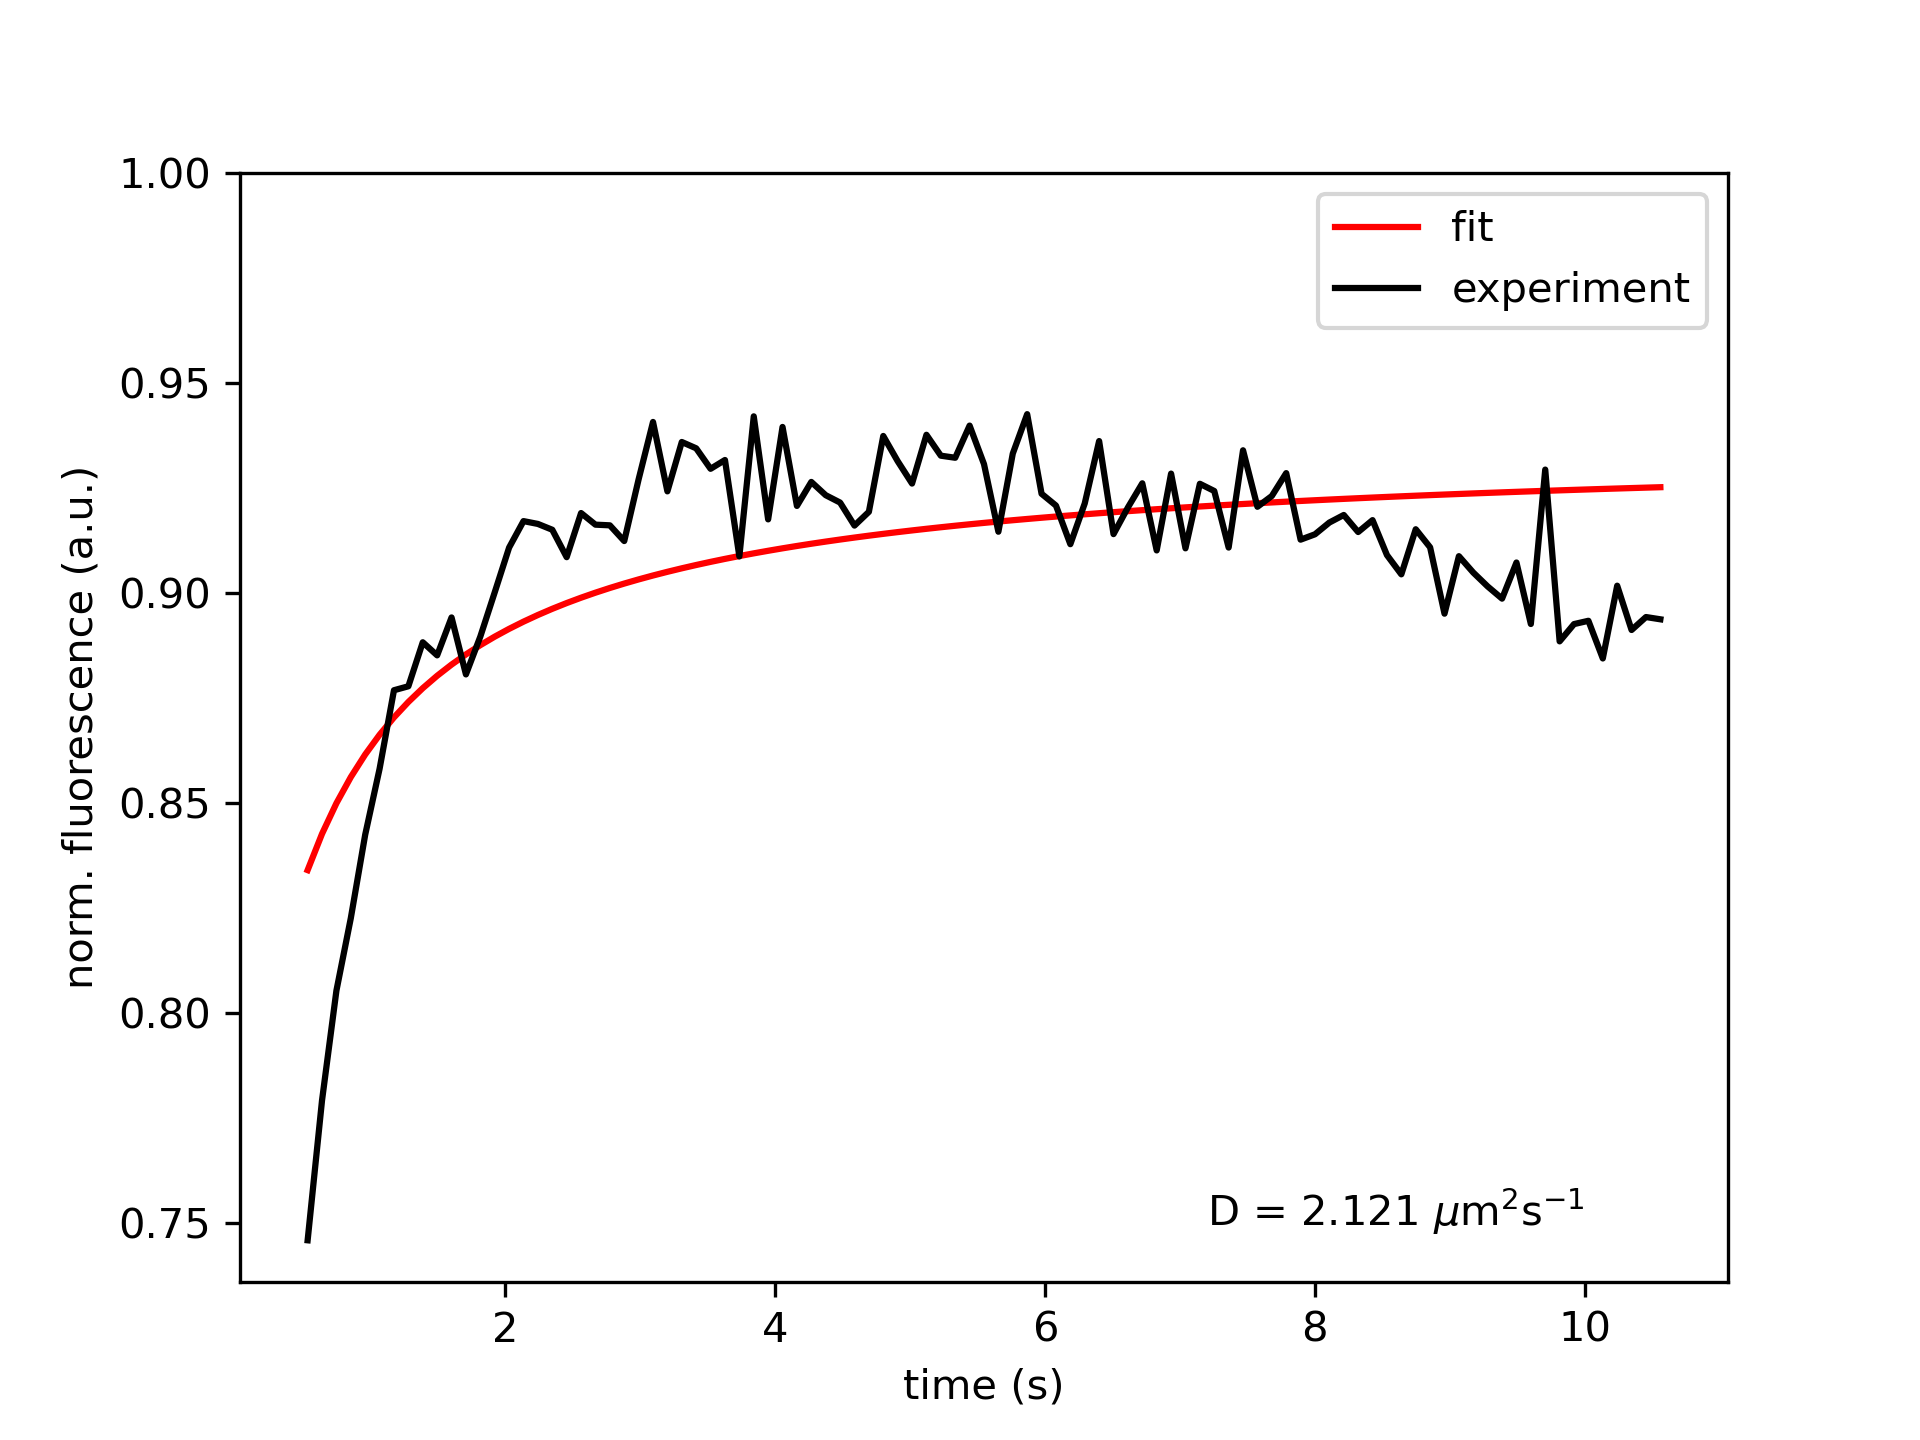 fit
experiment
1.00
0.95
0.90
0.85
0.80
0.75
norm. fluorescence (a.u.)
D = 2.121 μm²s⁻¹
2 4 6 8 10
time (s)